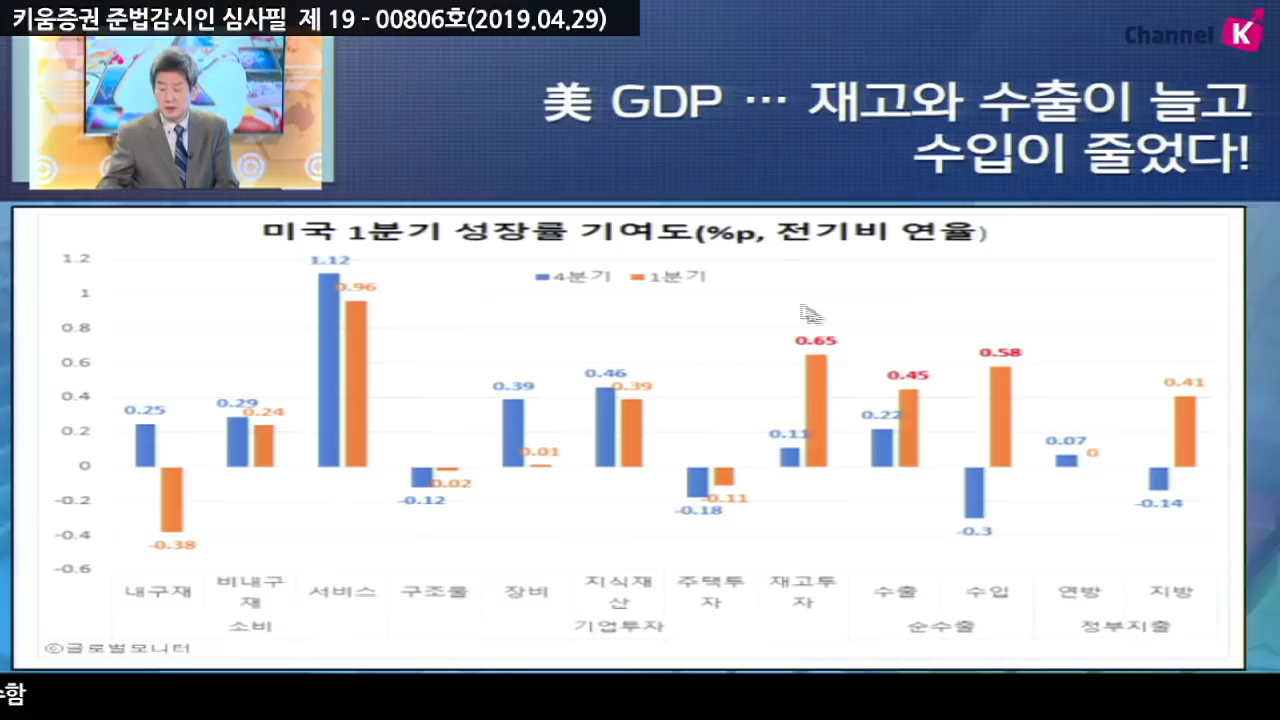 키움증권 준법감시인 심사필 제 19 - 00806호(2019.04.29)
Channel K
美 GDP … 재고와 수출이 늘고
수입이 줄었다!
미국 1분기 성장률 기여도(%p, 전기비 연율)
4분기 1분기
1.2
1
0.8
0.6
0.4
0.2
0
-0.2
-0.4
-0.6
0.25 -0.38
0.29 0.24
1.12 0.96
-0.12 -0.02
0.39 0.01
0.46 0.39
-0.18 -0.11
0.11 0.65
0.22 0.45
-0.3 0.58
0.07 0
-0.14 0.41
내구재 비내구재 서비스 구조물 장비 지식재산 주택투자 재고투자 수출 수입 연방 지방
소비 기업투자 순수출 정부지출
©글로벌모니터